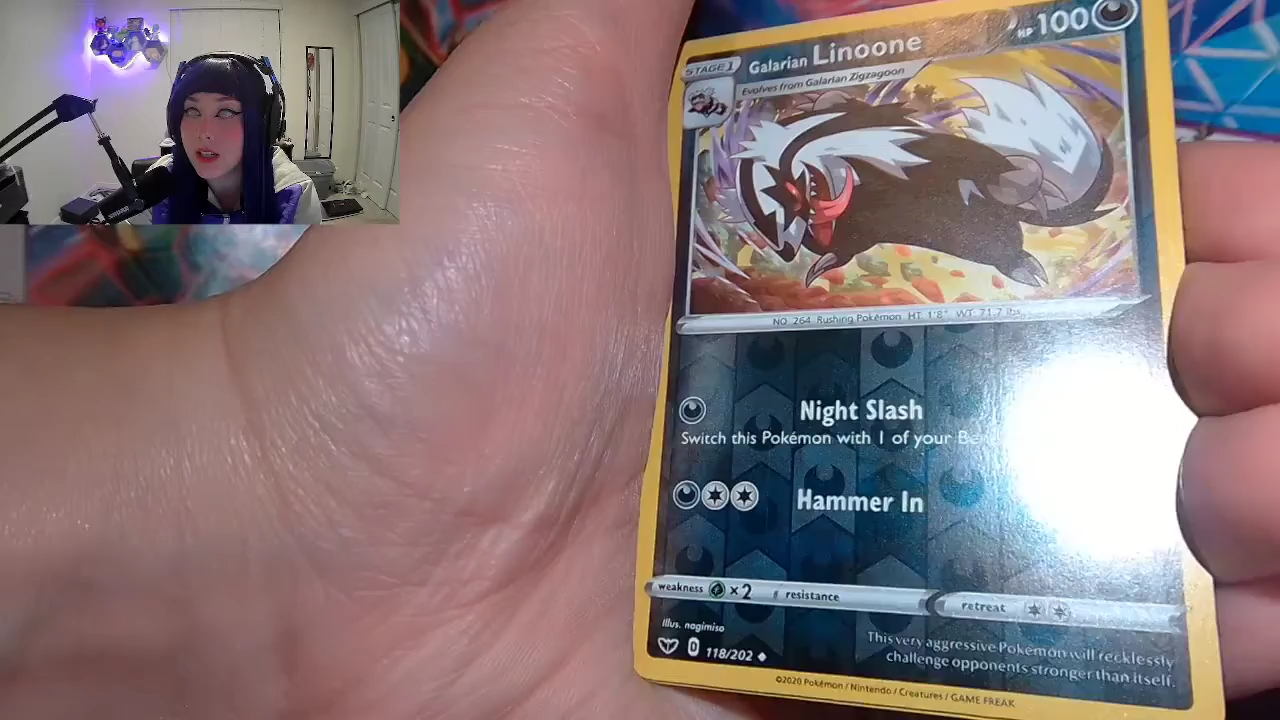 STAGE 1
Galarian Linoone
HP 100
Evolves from Galarian Zigzagoon
NO. 264 Rushing Pokémon HT: 1'8" WT: 71.7 lbs.
Night Slash
Switch this Pokémon with 1 of your
Hammer In
weakness ×2
resistance
retreat
Illus. nagimiso
D 118/202
This very aggressive Pokémon will recklessly
challenge opponents stronger than itself.
©2020 Pokémon / Nintendo / Creatures / GAME FREAK